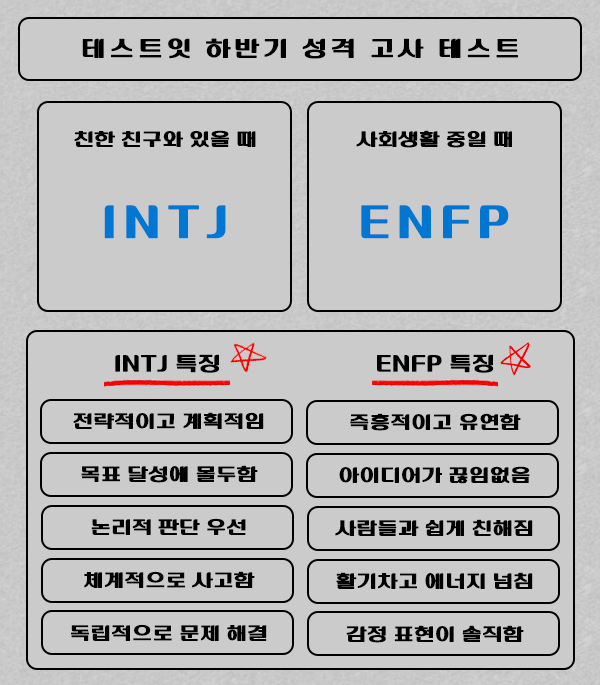 테스트잇 하반기 성격 고사 테스트
친한 친구와 있을 때
INTJ
사회생활 중일 때
ENFP
INTJ 특징
전략적이고 계획적임
목표 달성에 몰두함
논리적 판단 우선
체계적으로 사고함
독립적으로 문제 해결
ENFP 특징
즉흥적이고 유연함
아이디어가 끊임없음
사람들과 쉽게 친해짐
활기차고 에너지 넘침
감정 표현이 솔직함